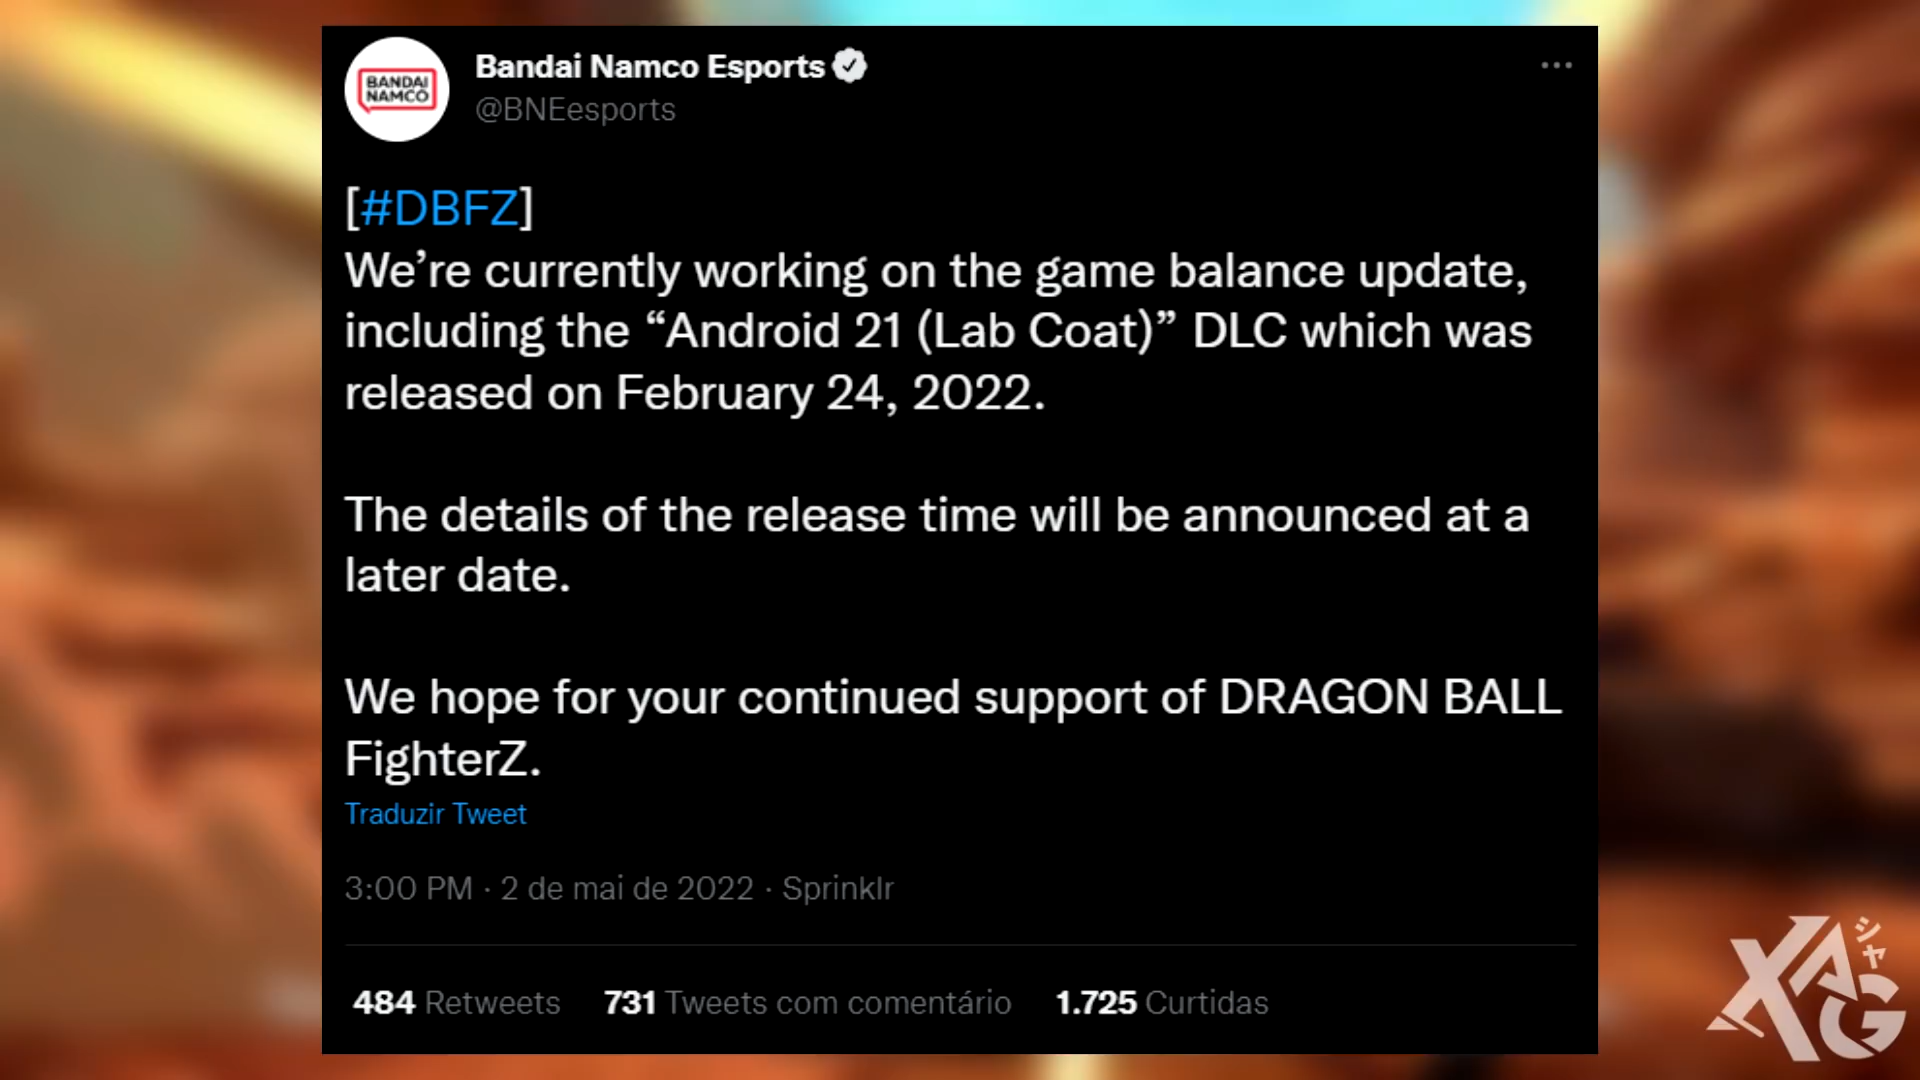 BANDAI
NAMCO
Bandai Namco Esports
@BNEesports
[#DBFZ]
We’re currently working on the game balance update,
including the “Android 21 (Lab Coat)” DLC which was
released on February 24, 2022.
The details of the release time will be announced at a
later date.
We hope for your continued support of DRAGON BALL
FighterZ.
Traduzir Tweet
3:00 PM · 2 de mai de 2022 · Sprinklr
484 Retweets 731 Tweets com comentário 1.725 Curtidas
XAG
シャ